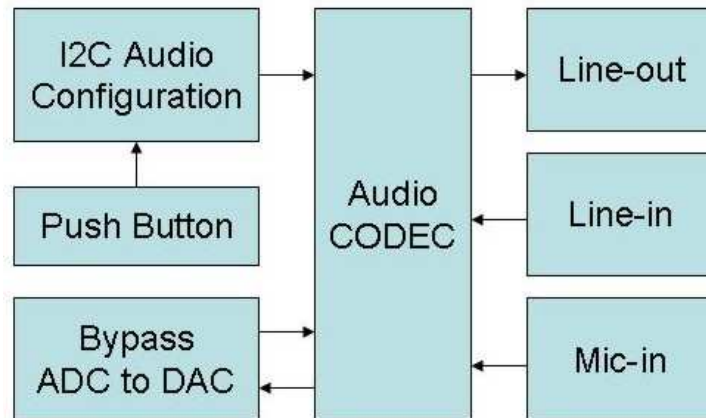 I2C Audio
Configuration
Push Button
Bypass
ADC to DAC
Audio
CODEC
Line-out
Line-in
Mic-in